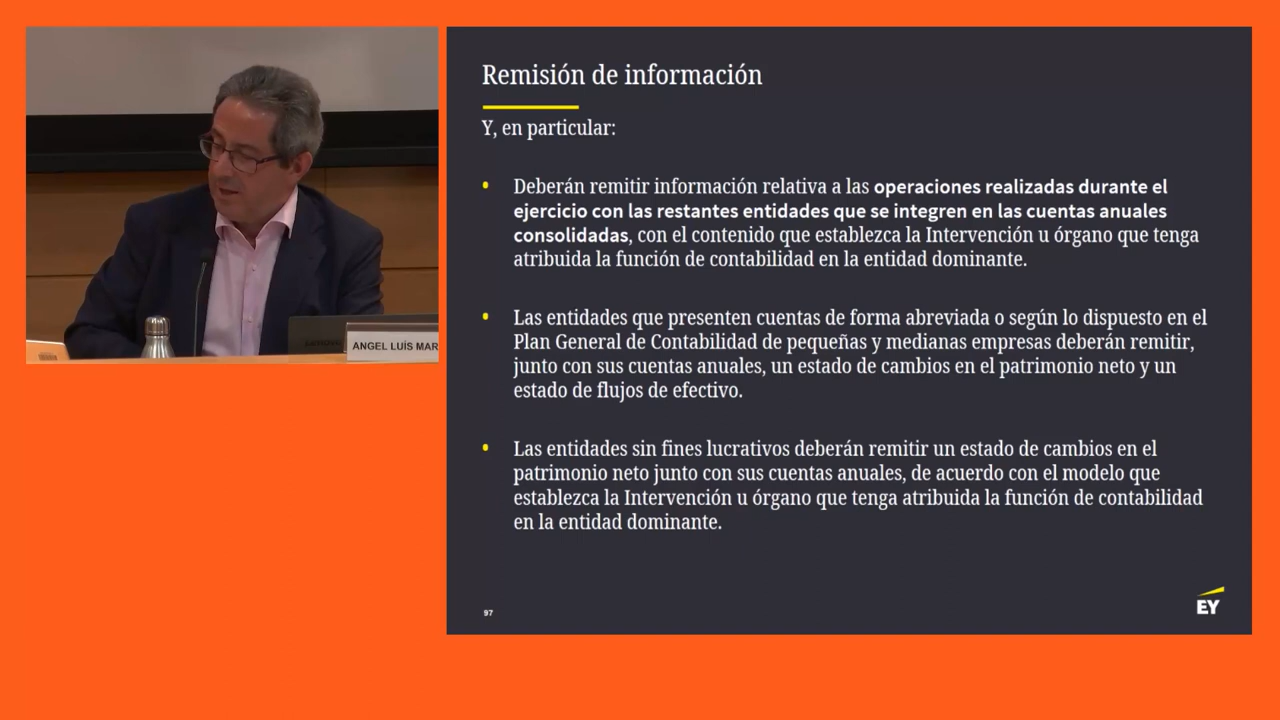 ANGEL LUÍS MAR
Remisión de información
Y, en particular:
• Deberán remitir información relativa a las operaciones realizadas durante el
ejercicio con las restantes entidades que se integren en las cuentas anuales
consolidadas, con el contenido que establezca la Intervención u órgano que tenga
atribuida la función de contabilidad en la entidad dominante.
• Las entidades que presenten cuentas de forma abreviada o según lo dispuesto en el
Plan General de Contabilidad de pequeñas y medianas empresas deberán remitir,
junto con sus cuentas anuales, un estado de cambios en el patrimonio neto y un
estado de flujos de efectivo.
• Las entidades sin fines lucrativos deberán remitir un estado de cambios en el
patrimonio neto junto con sus cuentas anuales, de acuerdo con el modelo que
establezca la Intervención u órgano que tenga atribuida la función de contabilidad
en la entidad dominante.
97
EY